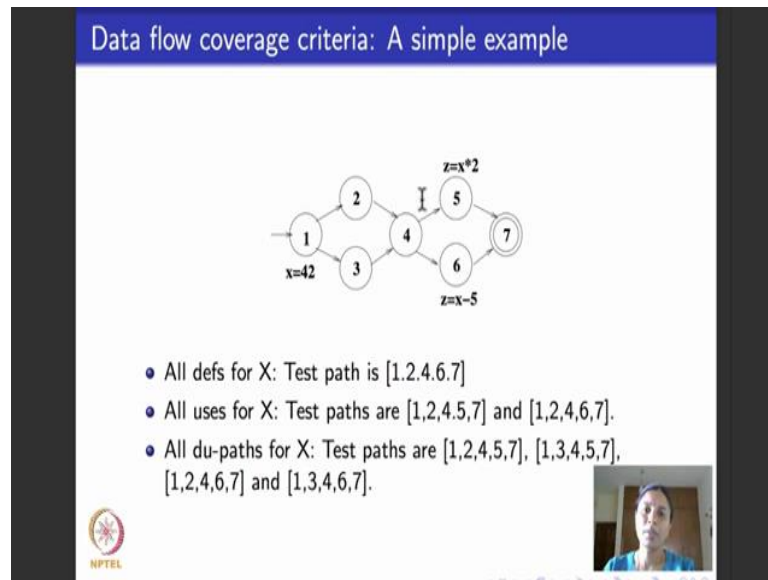 Data flow coverage criteria: A simple example
z=x*2
2
5
1
4
7
x=42
3
6
z=x-5
All defs for X: Test path is [1.2.4.6.7]
All uses for X: Test paths are [1,2,4.5,7] and [1,2,4,6,7].
All du-paths for X: Test paths are [1,2,4,5,7], [1,3,4,5,7],
[1,2,4,6,7] and [1,3,4,6,7].
NPTEL